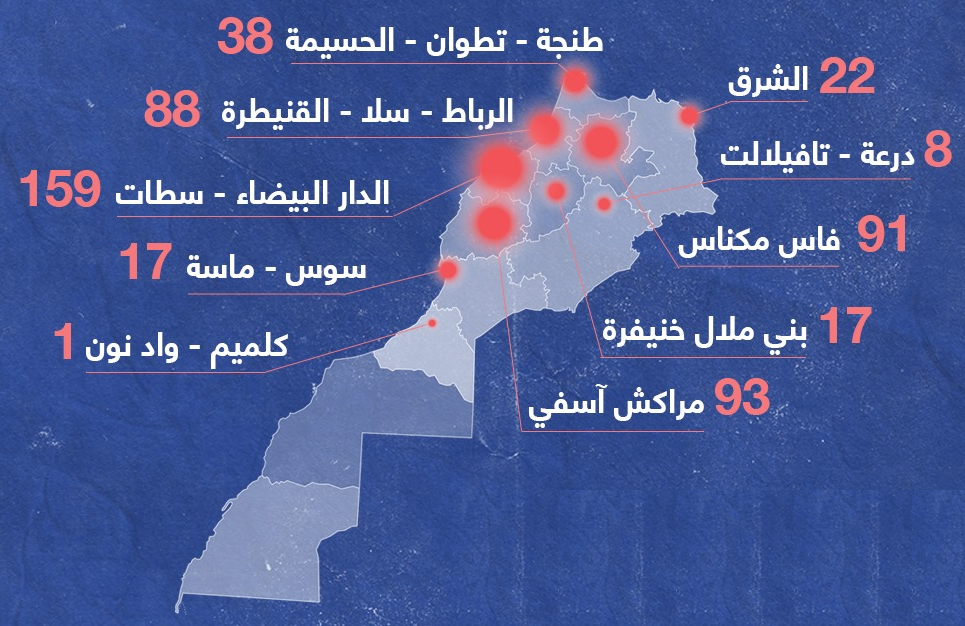 طنجة - تطوان - الحسيمة 38
22 الشرق
الرباط - سلا - القنيطرة 88
8 درعة - تافيلالت
الدار البيضاء - سطات 159
91 فاس مكناس
سوس - ماسة 17
17 بني ملال خنيفرة
كلميم - واد نون 1
93 مراكش آسفي